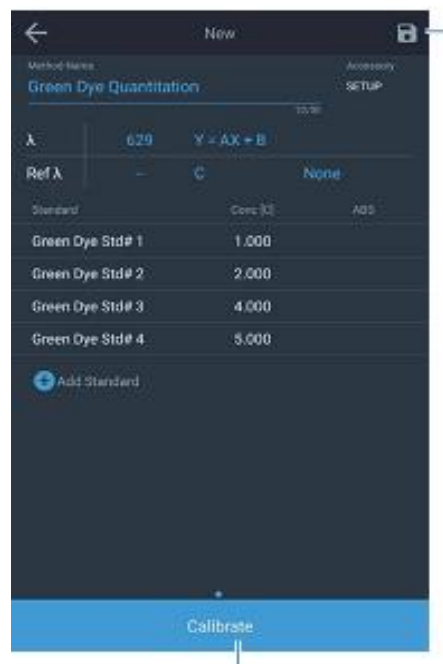 New
Method Name
Accessory
Green Dye Quantitation
SETUP
λ 629 Y = AX + B
Ref λ – C None
Standard Conc [C] ABS
Green Dye Std# 1 1.000
Green Dye Std# 2 2.000
Green Dye Std# 3 4.000
Green Dye Std# 4 5.000
Add Standard
Calibrate